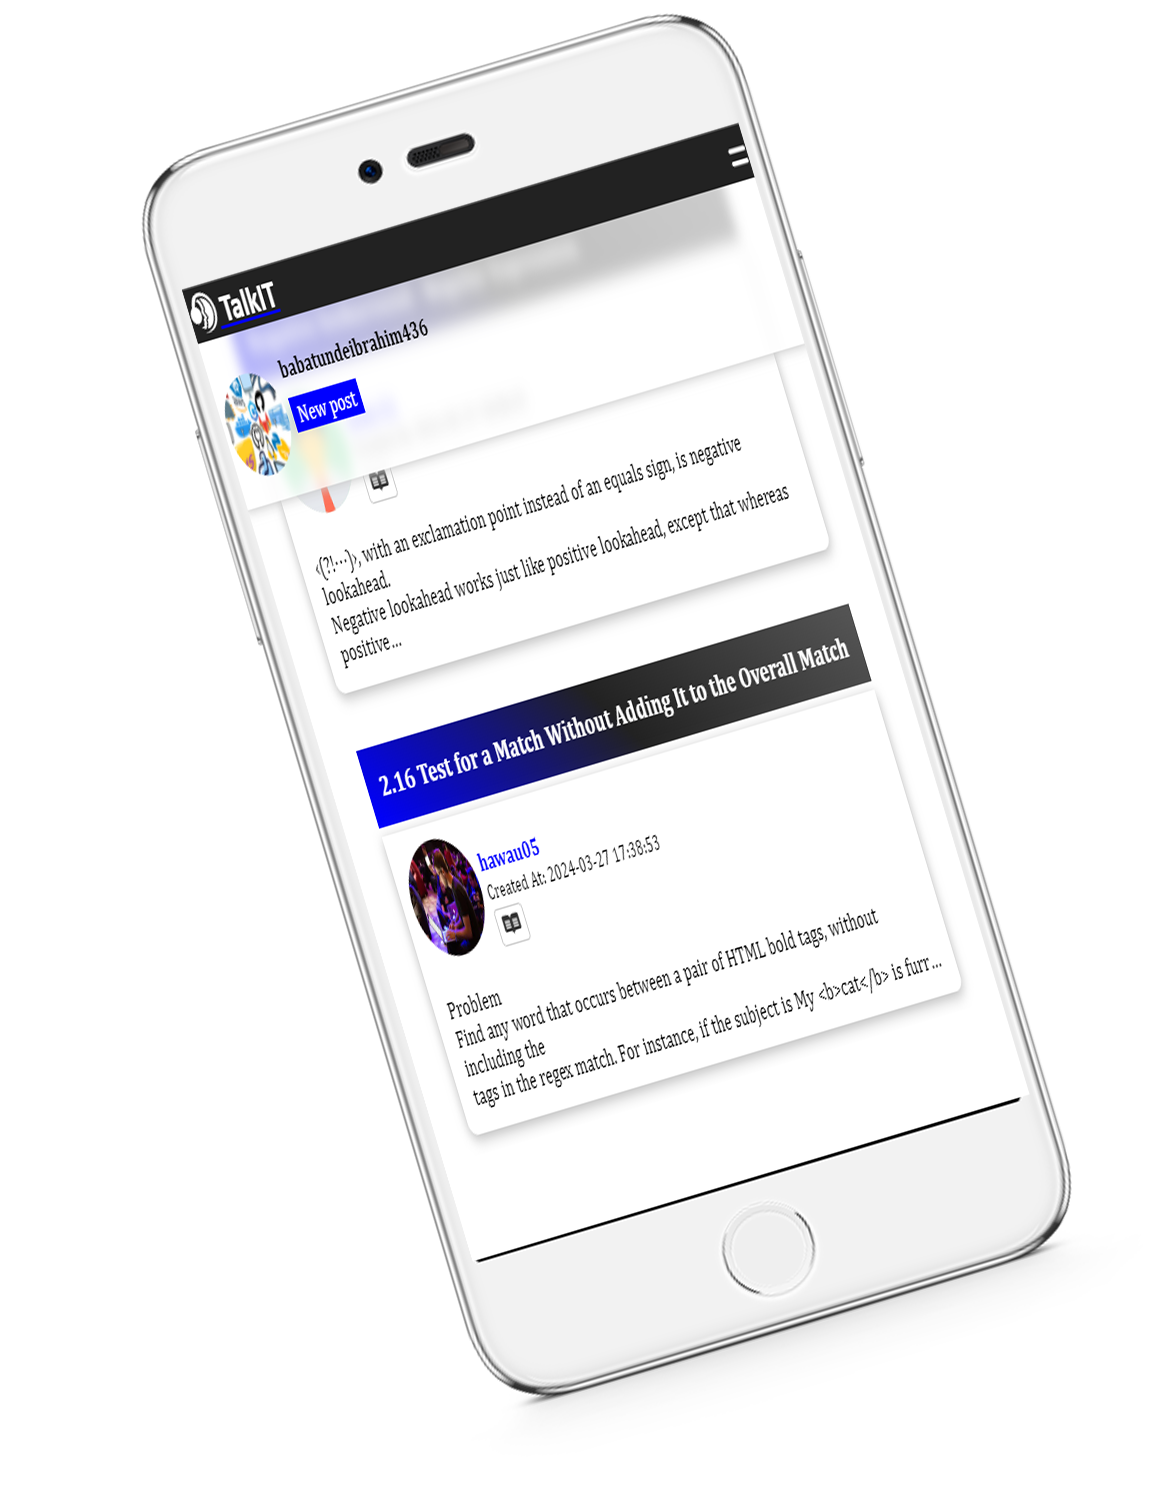 TalkIT
babatundeibrahim436
New post
‹(?!⋯)›, with an exclamation point instead of an equals sign, is negative
lookahead.
Negative lookahead works just like positive lookahead, except that whereas
positive...
2.16 Test for a Match Without Adding It to the Overall Match
hawau05
Created At: 2024-03-27 17:38:53
Problem
Find any word that occurs between a pair of HTML bold tags, without
including the
tags in the regex match. For instance, if the subject is My <b>cat</b> is furr...